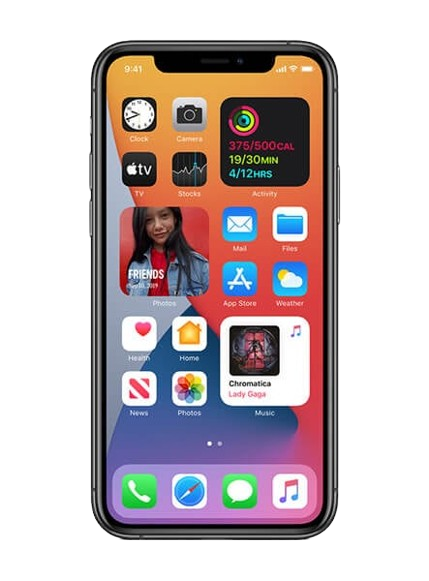 9:41
Clock
Camera
375/500CAL
19/30MIN
4/12HRS
tv
TV
Stocks
Activity
FRIENDS
2019
Photos
Mail
Files
App Store
Weather
Health
Home
Chromatica
Lady Gaga
News
Photos
Music